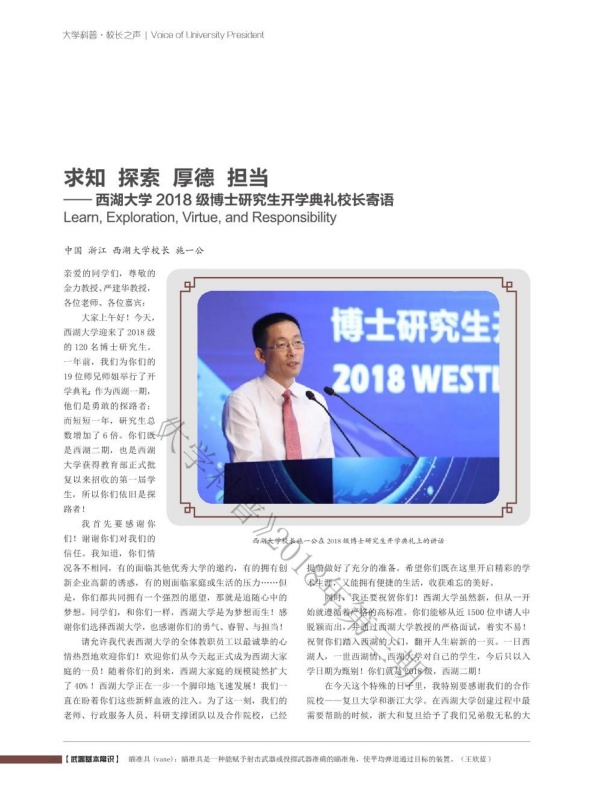 大学科普·校长之声 | Voice of University President
求知 探索 厚德 担当
—— 西湖大学 2018 级博士研究生开学典礼校长寄语
Learn, Exploration, Virtue, and Responsibility
中国 浙江 西湖大学校长 施一公
亲爱的同学们，尊敬的
金力教授、严建华教授，
各位老师、各位嘉宾：
大家上午好！今天，
西湖大学迎来了 2018 级
的 120 名博士研究生。
一年前，我们为你们的
19 位师兄师姐举行了开
学典礼。作为西湖一期，
他们是勇敢的探路者；
而短短一年，研究生总
数增加了 6 倍。你们既
是西湖二期，也是西湖
大学获得教育部正式批
复以来招收的第一届学
生，所以你们依旧是探
路者！
我首先要感谢你
们！谢谢你们对我们的
信任。我知道，你们情
况各不相同，有的面临其他优秀大学的邀约，有的拥有创
新企业高薪的诱惑，有的则面临家庭或生活的压力……但
是，你们都共同拥有一个强烈的愿望，那就是追随心中的
梦想。同学们，和你们一样，西湖大学是为梦想而生！感
谢你们选择西湖大学，也感谢你们的勇气、睿智、与担当！
请允许我代表西湖大学的全体教职员工以最诚挚的心
情热烈地欢迎你们！欢迎你们从今天起正式成为西湖大家庭
的一员！随着你们的到来，西湖大家庭的规模陡然扩大
了 40%！西湖大学正在一步一个脚印地飞速发展！我们一
直在盼着你们这些新鲜血液的注入。为了这一刻，我们的
老师、行政服务人员、科研支撑团队以及合作院校，已经
博士研究生开
2018 WESTL
西湖大学校长施一公在 2018 级博士研究生开学典礼上的讲话
提前做好了充分的准备。希望你们既在这里开启精彩的学
术生涯，又能拥有便捷的生活，收获难忘的美好。
同时，我还要祝贺你们！西湖大学虽然新，但从一开
始就遵循着严格的高标准。你们能够从近 1500 位申请人中
脱颖而出，并通过西湖大学教授的严格面试，着实不易！
祝贺你们踏入西湖的大门，翻开人生崭新的一页。一日西
湖人，一世西湖情。西湖大学对自己的学生，今后只以入
学日期为甄别！你们就是 2018 级，西湖二期！
在今天这个特殊的日子里，我特别要感谢我们的合作
院校——复旦大学和浙江大学。在西湖大学创建过程中最
需要帮助的时候，浙大和复旦给予了我们兄弟般无私的大
《大学科普》2018年第三期
【武器基本常识】 瞄准具 (vane)：瞄准具是一种能赋予射击武器或投掷武器准确的瞄准角，使平均弹道通过目标的装置。（王欣蓝）